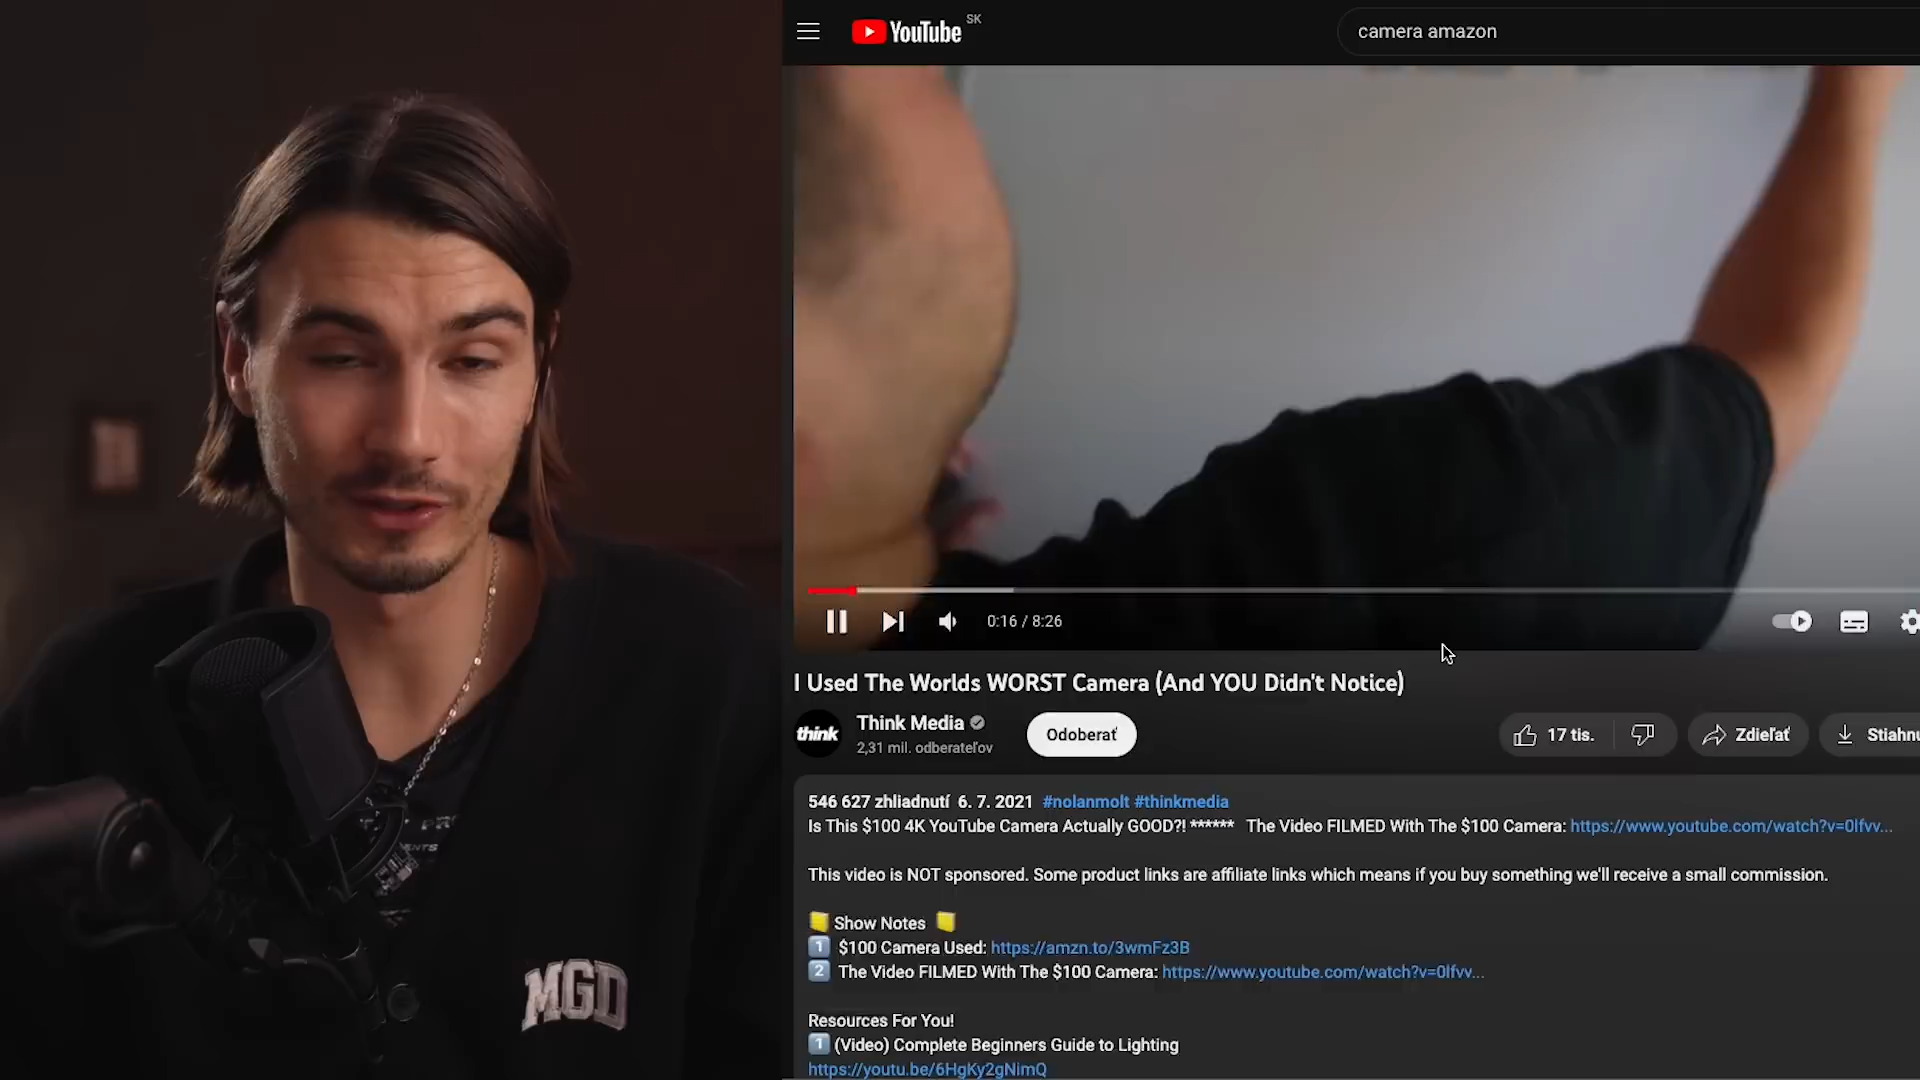 YouTube SK
camera amazon
0:16 / 8:26
I Used The Worlds WORST Camera (And YOU Didn't Notice)
think
Think Media
2,31 mil. odberateľov
Odoberať
17 tis.
Zdieľať
Stiahnu
546 627 zhliadnutí 6. 7. 2021 #nolanmolt #thinkmedia
Is This $100 4K YouTube Camera Actually GOOD?! ****** The Video FILMED With The $100 Camera: https://www.youtube.com/watch?v=0lfvv...
This video is NOT sponsored. Some product links are affiliate links which means if you buy something we'll receive a small commission.
Show Notes
1 $100 Camera Used: https://amzn.to/3wmFz3B
2 The Video FILMED With The $100 Camera: https://www.youtube.com/watch?v=0lfvv...
Resources For You!
1 (Video) Complete Beginners Guide to Lighting
https://youtu.be/6HgKy2gNimQ
MGD